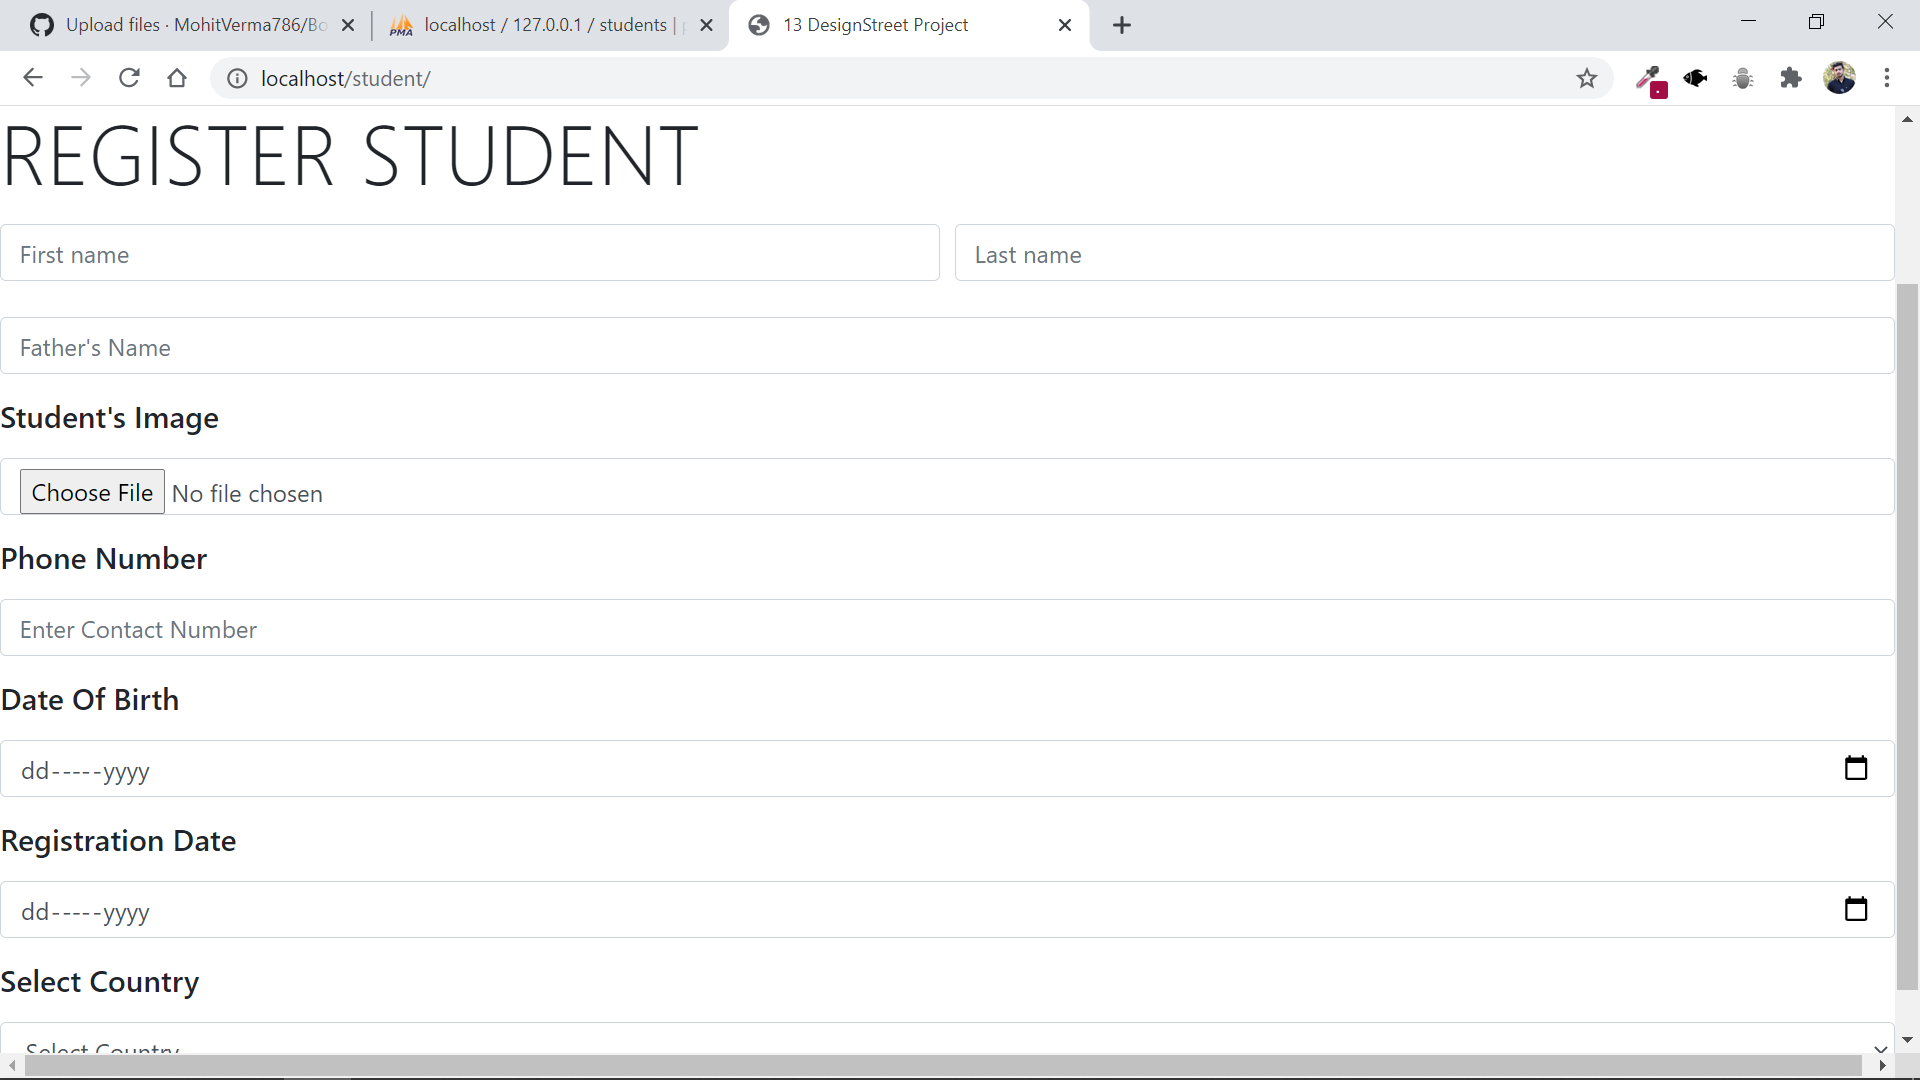 Upload files · MohitVerma786/Bo
localhost / 127.0.0.1 / students |
13 DesignStreet Project
localhost/student/
REGISTER STUDENT
First name
Last name
Father's Name
Student's Image
Choose File No file chosen
Phone Number
Enter Contact Number
Date Of Birth
dd-----yyyy
Registration Date
dd-----yyyy
Select Country
Select Country